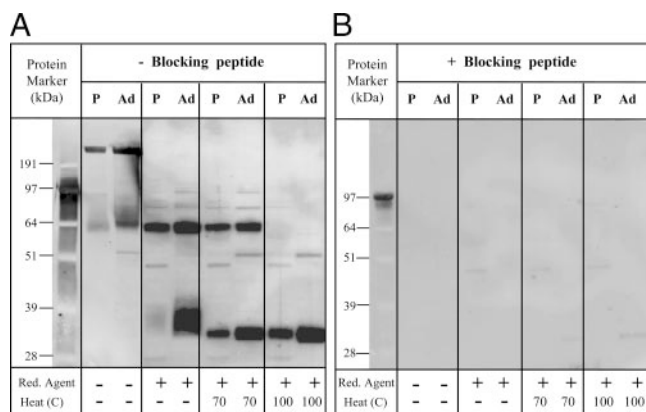 A
B
Protein Marker (kDa)
- Blocking peptide
P Ad P Ad P Ad P Ad
191
97
64
51
39
28
Red. Agent - - + + + + + +
Heat (C) - - - - 70 70 100 100
Protein Marker (kDa)
+ Blocking peptide
P Ad P Ad P Ad P Ad
97
64
51
39
28
Red. Agent - - + + + + + +
Heat (C) - - - - 70 70 100 100